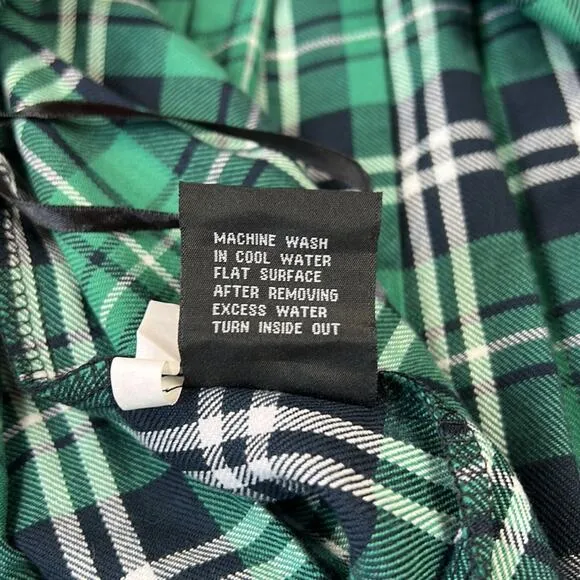 MACHINE WASH
IN COOL WATER
FLAT SURFACE
AFTER REMOVING
EXCESS WATER
TURN INSIDE OUT